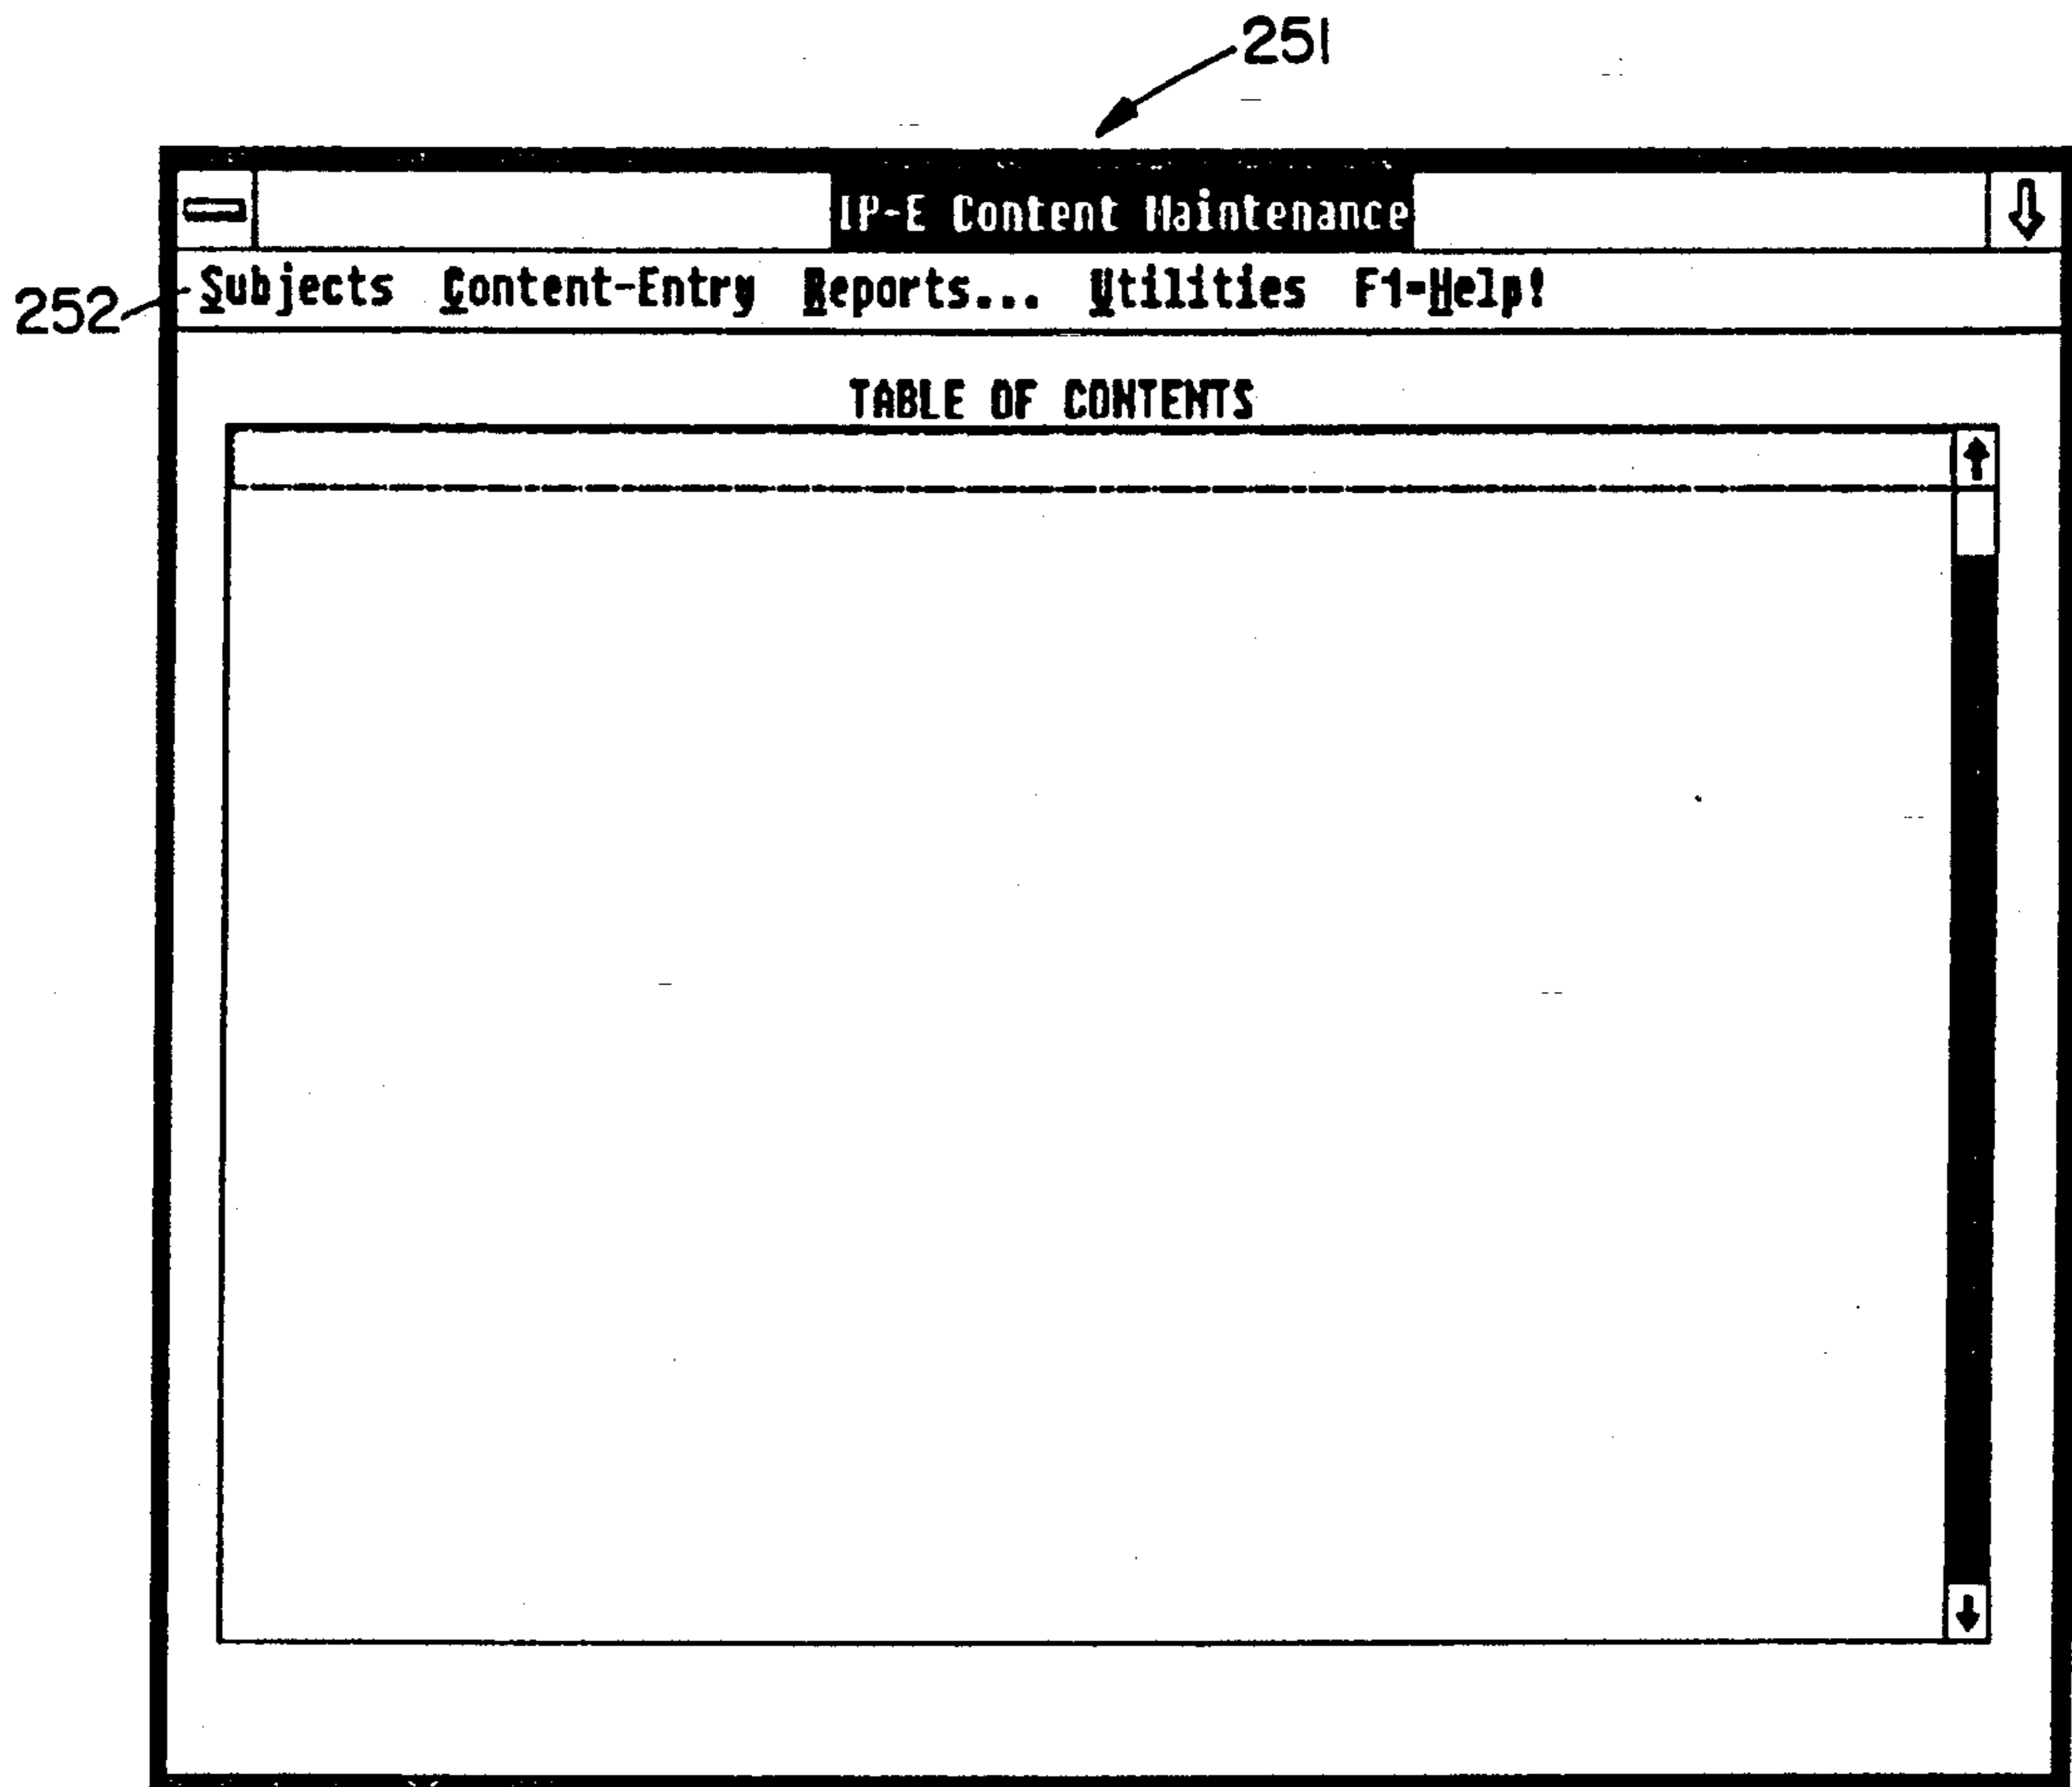 251
IP-E Content Maintenance
252 Subjects Content-Entry Reports... Utilities F1-Help!
TABLE OF CONTENTS